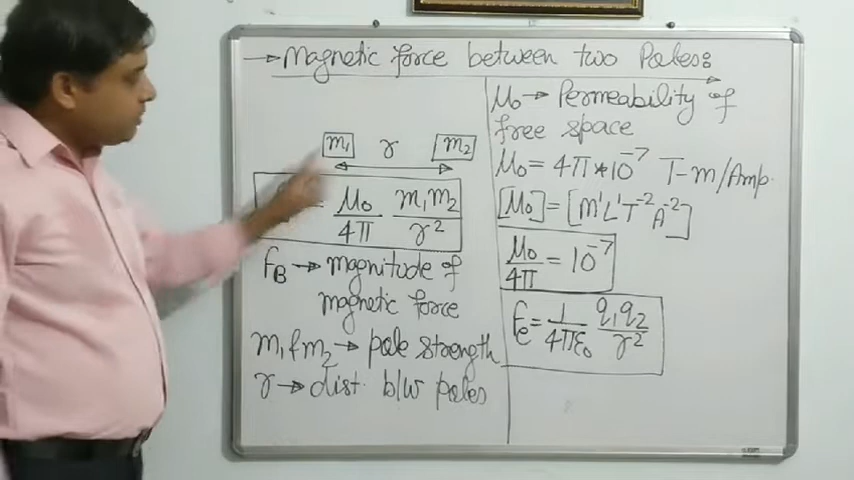 → Magnetic force between two Poles:
m₁ r m₂
= μ₀/4π m₁m₂/r²
F_B → magnitude of
magnetic force
m₁ & m₂ → pole strength
r → dist. b/w poles
μ₀ → Permeability of
free space
μ₀ = 4π*10⁻⁷ T-m/Amp.
[μ₀] = [M¹L¹T⁻²A⁻²]
μ₀/4π = 10⁻⁷
F_e = 1/4πε₀ q₁q₂/r²